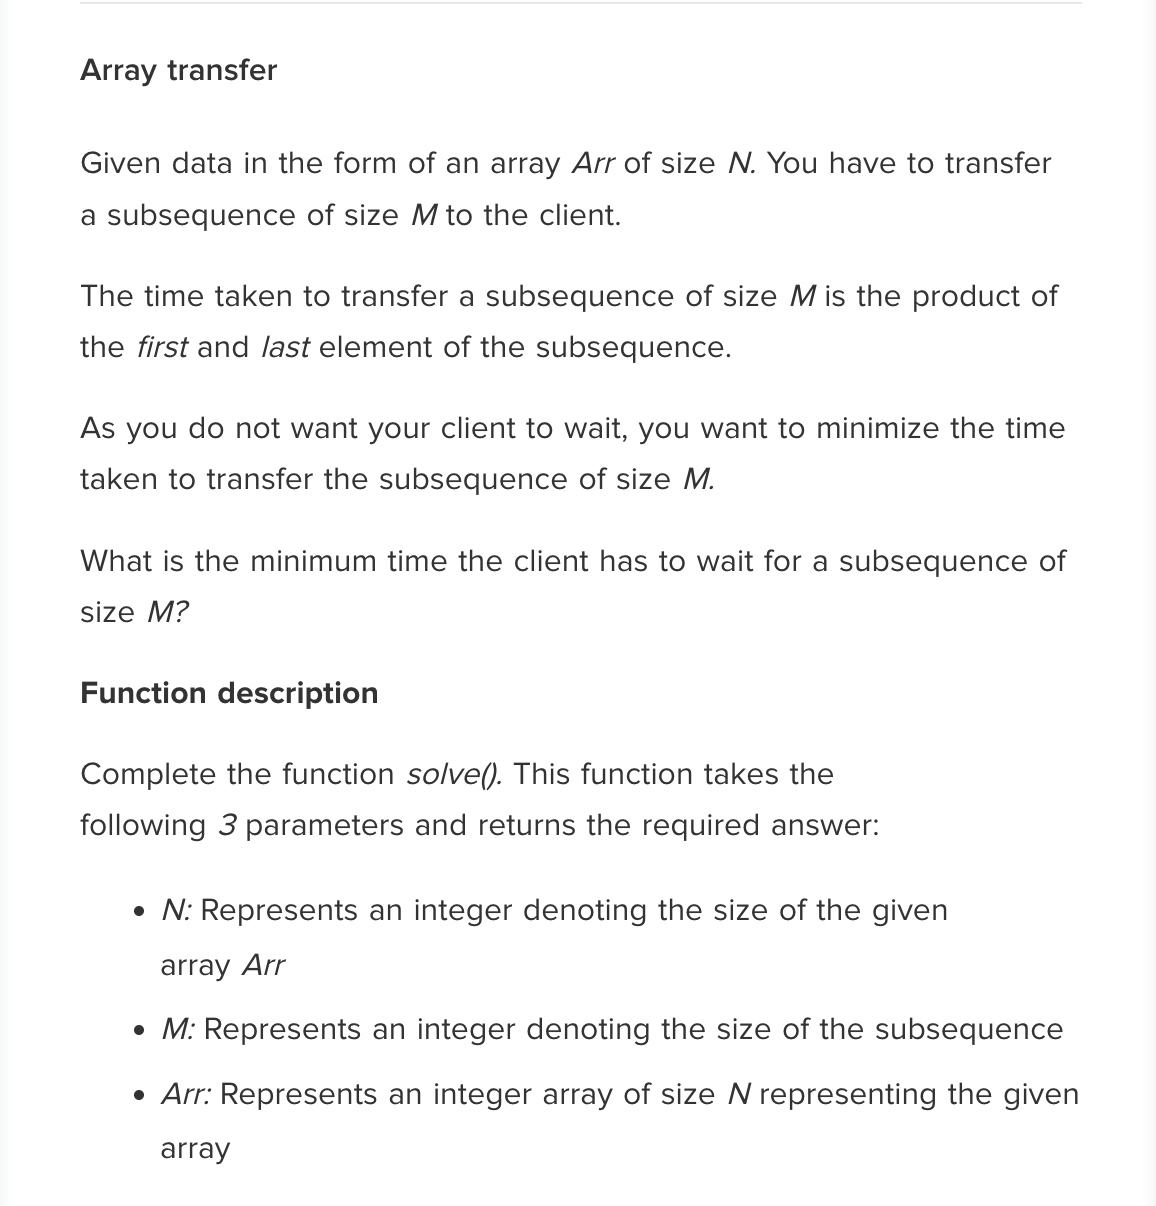 Array transfer
Given data in the form of an array Arr of size N. You have to transfer
a subsequence of size M to the client.
The time taken to transfer a subsequence of size M is the product of
the first and last element of the subsequence.
As you do not want your client to wait, you want to minimize the time
taken to transfer the subsequence of size M.
What is the minimum time the client has to wait for a subsequence of
size M?
Function description
Complete the function solve(). This function takes the
following 3 parameters and returns the required answer:
• N: Represents an integer denoting the size of the given
array Arr
• M: Represents an integer denoting the size of the subsequence
• Arr: Represents an integer array of size N representing the given
array